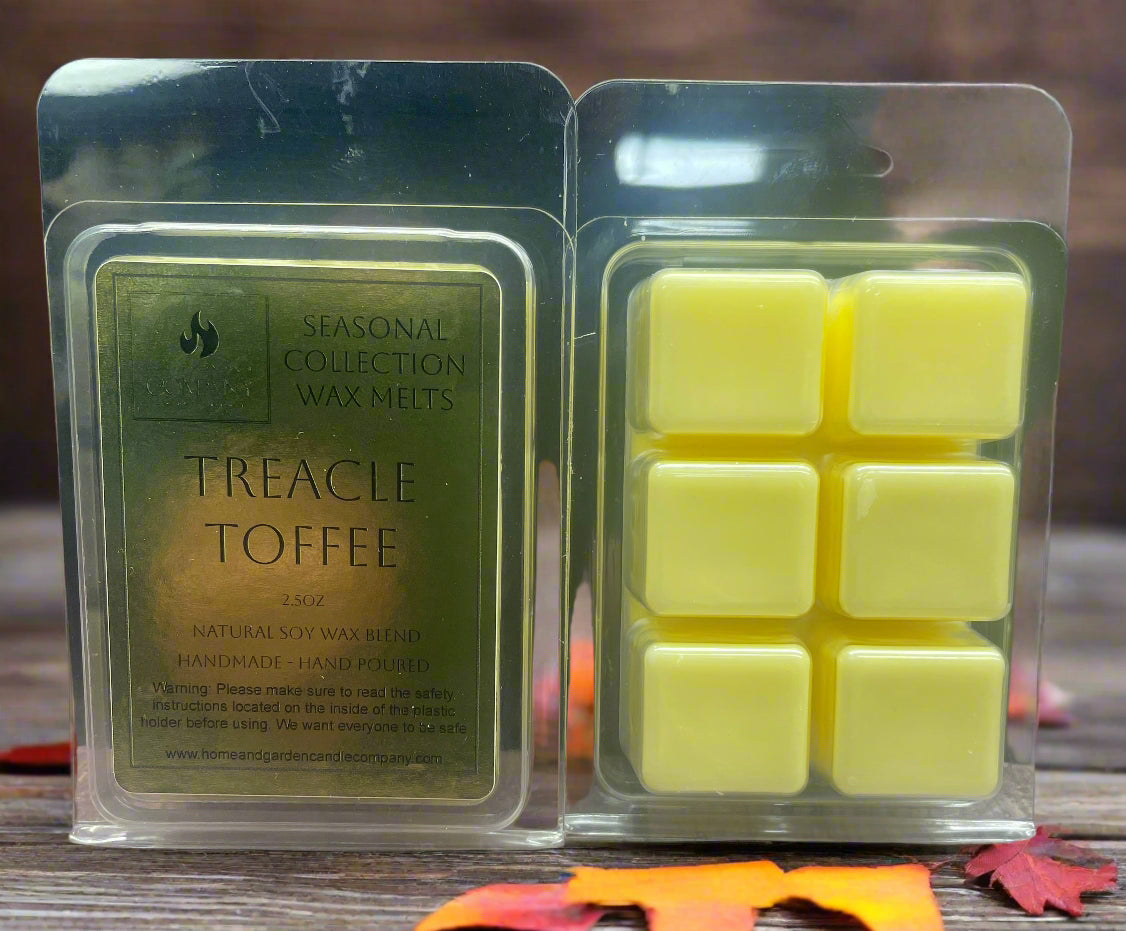 COMPANY
SEASONAL
COLLECTION
WAX MELTS
TREACLE
TOFFEE
2.5OZ
NATURAL SOY WAX BLEND
HANDMADE - HAND POURED
Warning: Please make sure to read the safety
instructions located on the inside of the plastic
holder before using. We want everyone to be safe
www.homeandgardencandlecompany.com